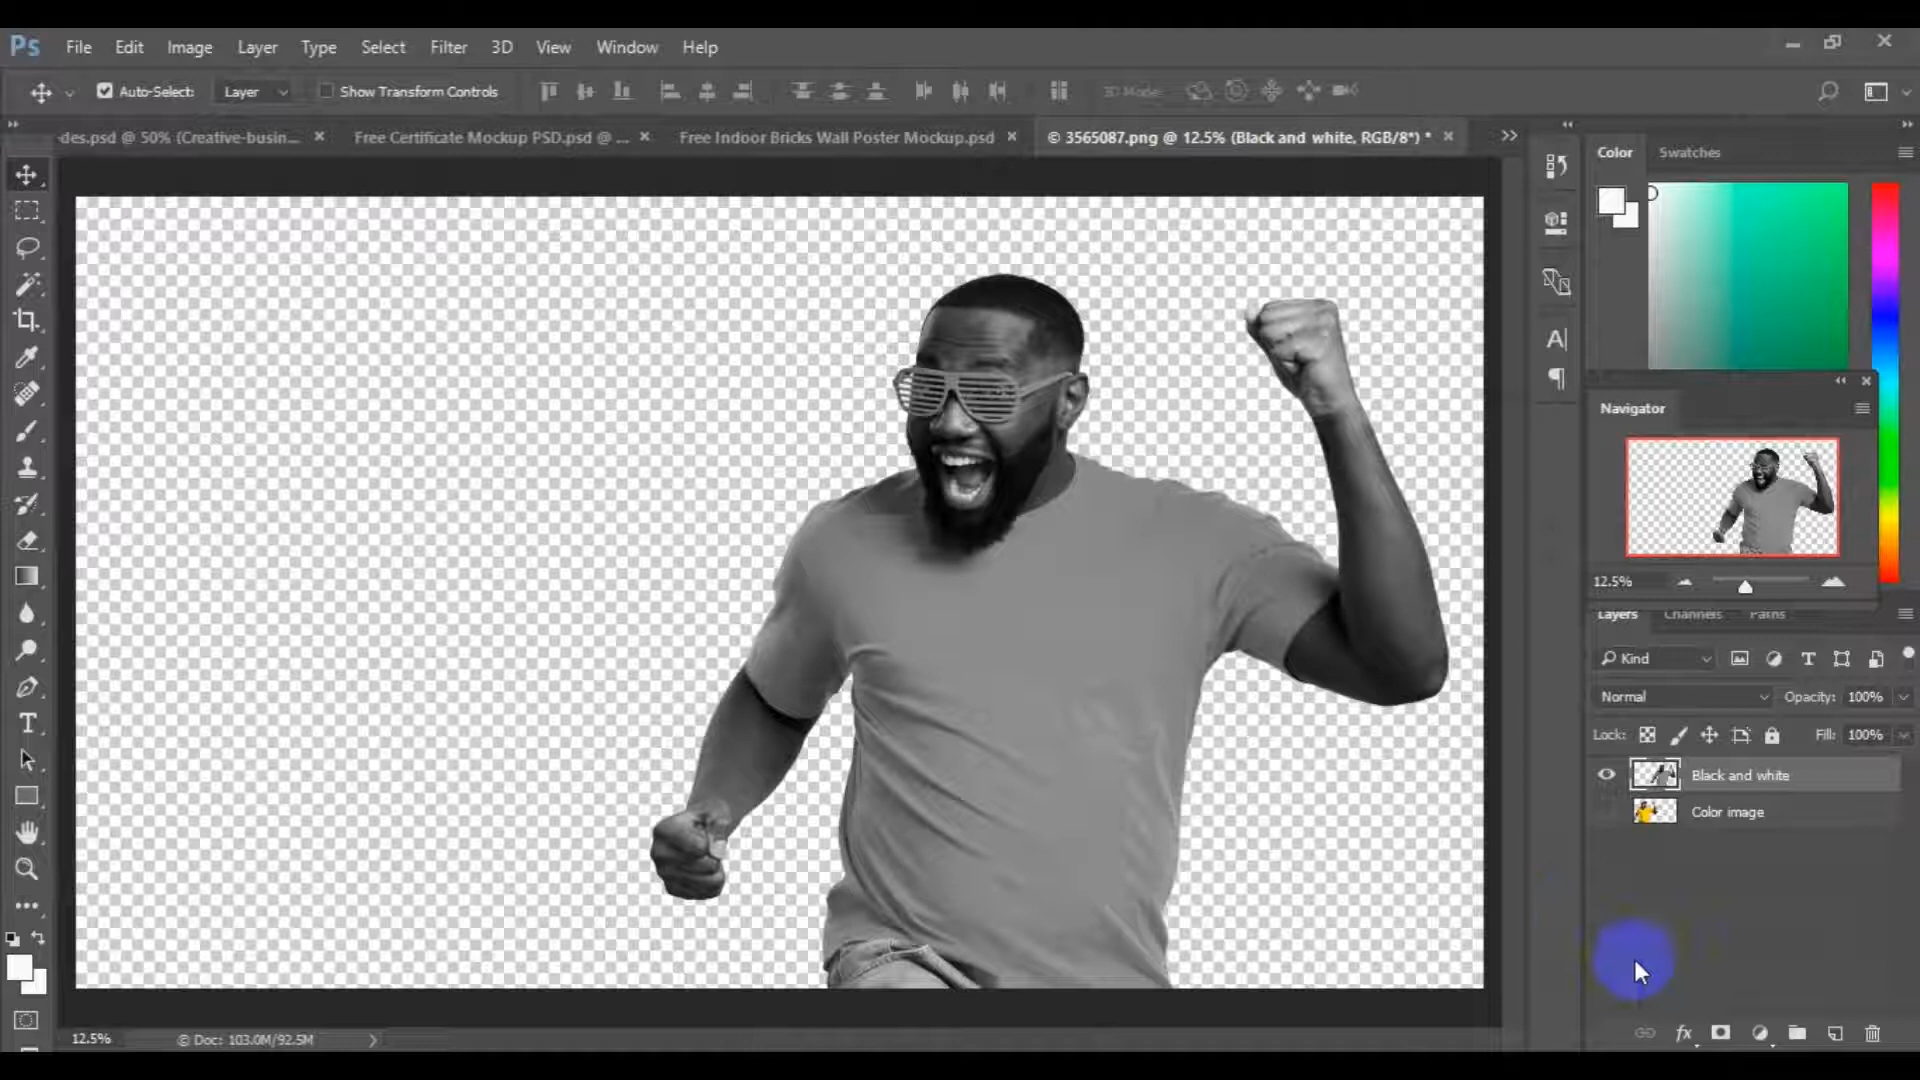 Ps File Edit Image Layer Type Select Filter 3D View Window Help
Auto-Select: Layer Show Transform Controls 3D Mode
des.psd @ 50% (Creative-busin... Free Certificate Mockup PSD.psd @ ... Free Indoor Bricks Wall Poster Mockup.psd © 3565087.png @ 12.5% (Black and white, RGB/8*) *
Color Swatches
Navigator
12.5%
Layers Channels Paths
Kind
Normal Opacity: 100%
Lock: Fill: 100%
Black and white
Color image
fx
12.5% © Doc: 103.0M/92.5M